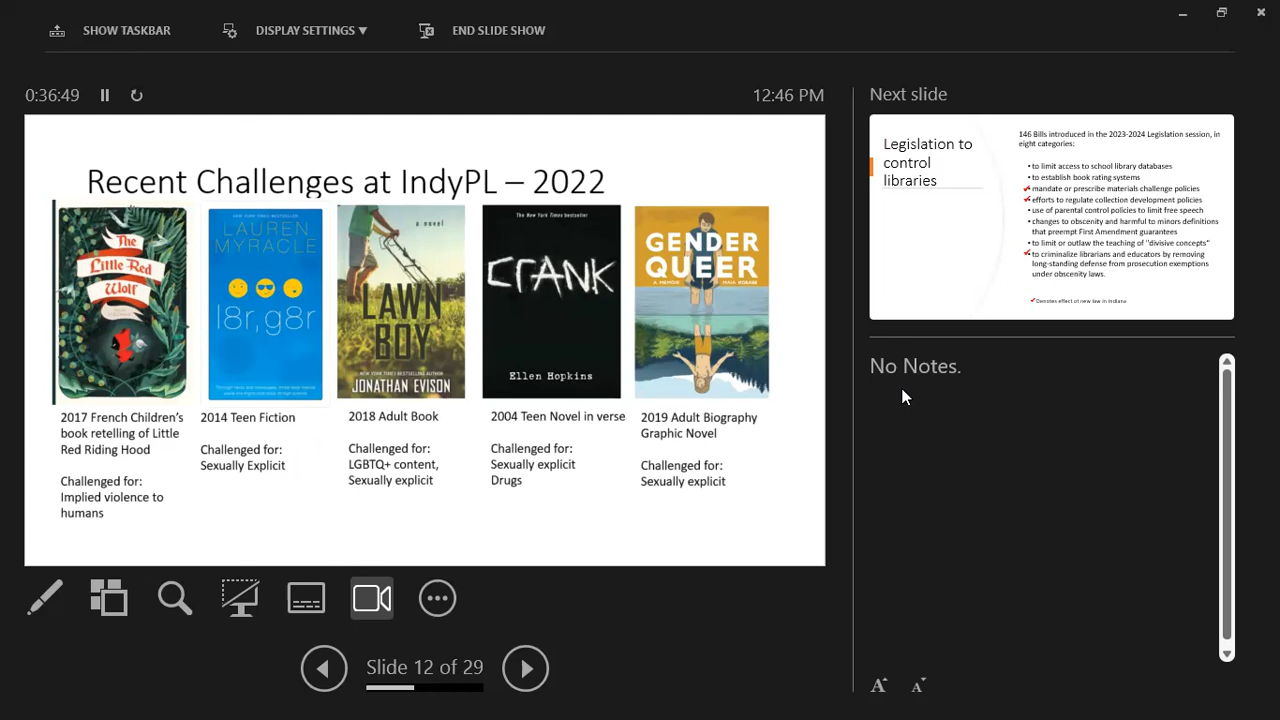 SHOW TASKBAR
DISPLAY SETTINGS ▾
END SLIDE SHOW
0:36:49
12:46 PM
Recent Challenges at IndyPL – 2022
The
Little Red
Wolf
NEW YORK TIMES BESTSELLER
LAUREN
MYRACLE
l8r, g8r
a novel
LAWN
BOY
NEW YORK TIMES BESTSELLING AUTHOR
JONATHAN EVISON
The New York Times bestseller
CRANK
Ellen Hopkins
GENDER
QUEER
A MEMOIR
MAIA KOBABE
2017 French Children's
book retelling of Little
Red Riding Hood
Challenged for:
Implied violence to
humans
2014 Teen Fiction
Challenged for:
Sexually Explicit
2018 Adult Book
Challenged for:
LGBTQ+ content,
Sexually explicit
2004 Teen Novel in verse
Challenged for:
Sexually explicit
Drugs
2019 Adult Biography
Graphic Novel
Challenged for:
Sexually explicit
Slide 12 of 29
Next slide
Legislation to
control
libraries
146 Bills introduced in the 2023-2024 Legislation session, in
eight categories:
• to limit access to school library databases
• to establish book rating systems
✓ mandate or prescribe materials challenge policies
✓ efforts to regulate collection development policies
• use of parental control policies to limit free speech
• changes to obscenity and harmful to minors definitions
that preempt First Amendment guarantees
• to limit or outlaw the teaching of "divisive concepts"
✓ to criminalize librarians and educators by removing
long-standing defense from prosecution exemptions
under obscenity laws.
✓ Denotes effect of new law in Indiana
No Notes.
A A